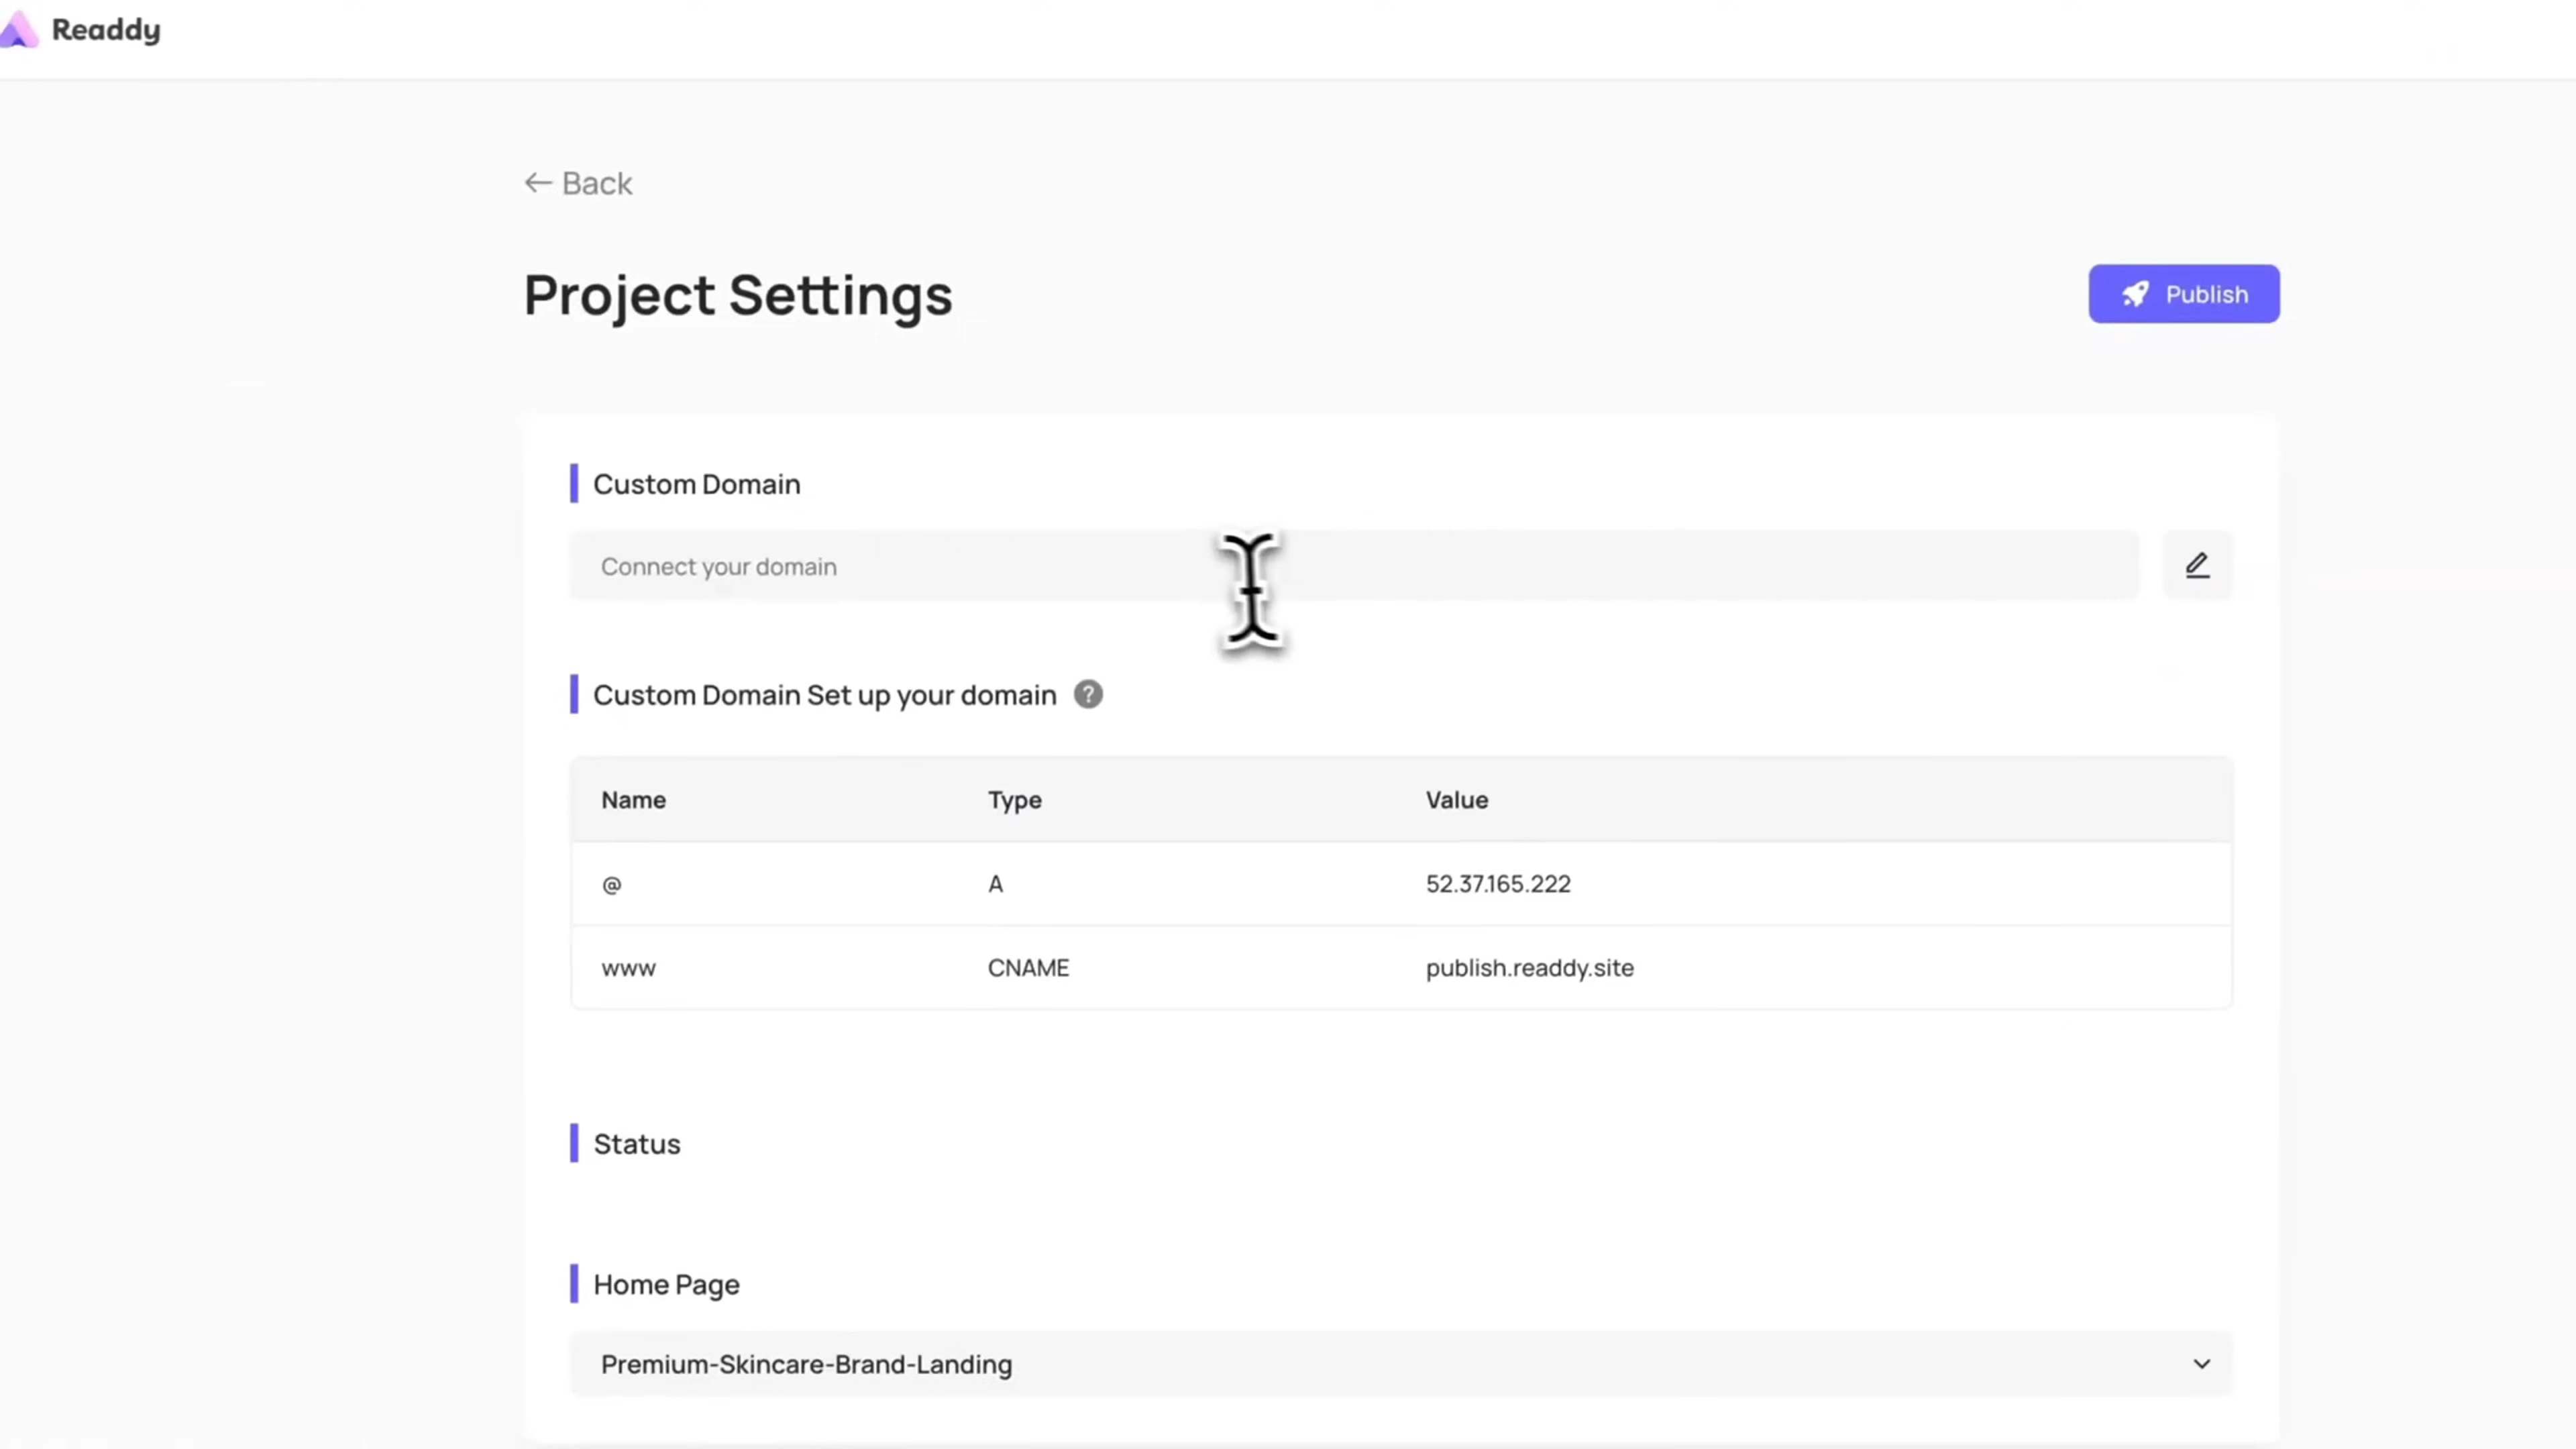 Readdy
← Back
Project Settings
Publish
Custom Domain
Connect your domain
Custom Domain Set up your domain ?
Name Type Value
@ A 52.37.165.222
www CNAME publish.readdy.site
Status
Home Page
Premium-Skincare-Brand-Landing